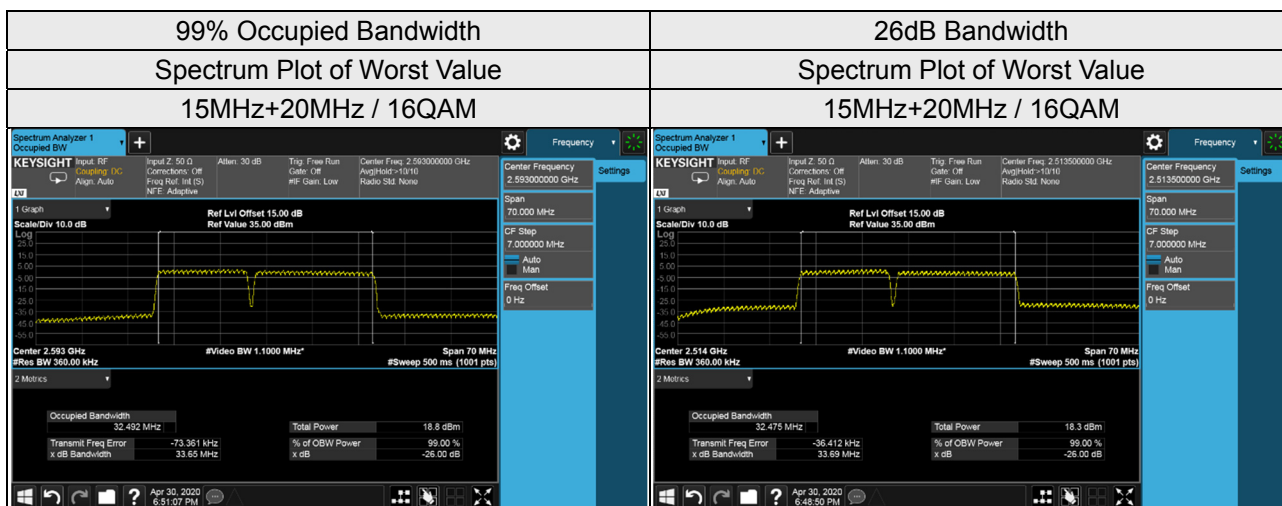 99% Occupied Bandwidth
26dB Bandwidth
Spectrum Plot of Worst Value
Spectrum Plot of Worst Value
15MHz+20MHz / 16QAM
15MHz+20MHz / 16QAM
Spectrum Analyzer 1
Occupied BW
+
Frequency
KEYSIGHT
Input: RF
Coupling: DC
Align: Auto
Input Z: 50 Ω
Corrections: Off
Freq Ref: Int (S)
NFE: Adaptive
Atten: 30 dB
Trig: Free Run
Gate: Off
#IF Gain: Low
Center Freq: 2.593000000 GHz
Avg|Hold:>10/10
Radio Std: None
LXI
Center Frequency
2.593000000 GHz
Settings
Span
70.000 MHz
CF Step
7.000000 MHz
Auto
Man
Freq Offset
0 Hz
1 Graph
Scale/Div 10.0 dB
Ref Lvl Offset 15.00 dB
Ref Value 35.00 dBm
Log
25.0
15.0
5.00
-5.00
-15.0
-25.0
-35.0
-45.0
-55.0
Center 2.593 GHz
#Res BW 360.00 kHz
#Video BW 1.1000 MHz*
Span 70 MHz
#Sweep 500 ms (1001 pts)
2 Metrics
Occupied Bandwidth
32.492 MHz
Total Power 18.8 dBm
Transmit Freq Error -73.361 kHz
% of OBW Power 99.00 %
x dB Bandwidth 33.65 MHz
x dB -26.00 dB
?
Apr 30, 2020
6:51:07 PM
Spectrum Analyzer 1
Occupied BW
+
Frequency
KEYSIGHT
Input: RF
Coupling: DC
Align: Auto
Input Z: 50 Ω
Corrections: Off
Freq Ref: Int (S)
NFE: Adaptive
Atten: 30 dB
Trig: Free Run
Gate: Off
#IF Gain: Low
Center Freq: 2.513500000 GHz
Avg|Hold:>10/10
Radio Std: None
LXI
Center Frequency
2.513500000 GHz
Settings
Span
70.000 MHz
CF Step
7.000000 MHz
Auto
Man
Freq Offset
0 Hz
1 Graph
Scale/Div 10.0 dB
Ref Lvl Offset 15.00 dB
Ref Value 35.00 dBm
Log
25.0
15.0
5.00
-5.00
-15.0
-25.0
-35.0
-45.0
-55.0
Center 2.514 GHz
#Res BW 360.00 kHz
#Video BW 1.1000 MHz*
Span 70 MHz
#Sweep 500 ms (1001 pts)
2 Metrics
Occupied Bandwidth
32.475 MHz
Total Power 18.3 dBm
Transmit Freq Error -36.412 kHz
% of OBW Power 99.00 %
x dB Bandwidth 33.69 MHz
x dB -26.00 dB
?
Apr 30, 2020
6:48:50 PM